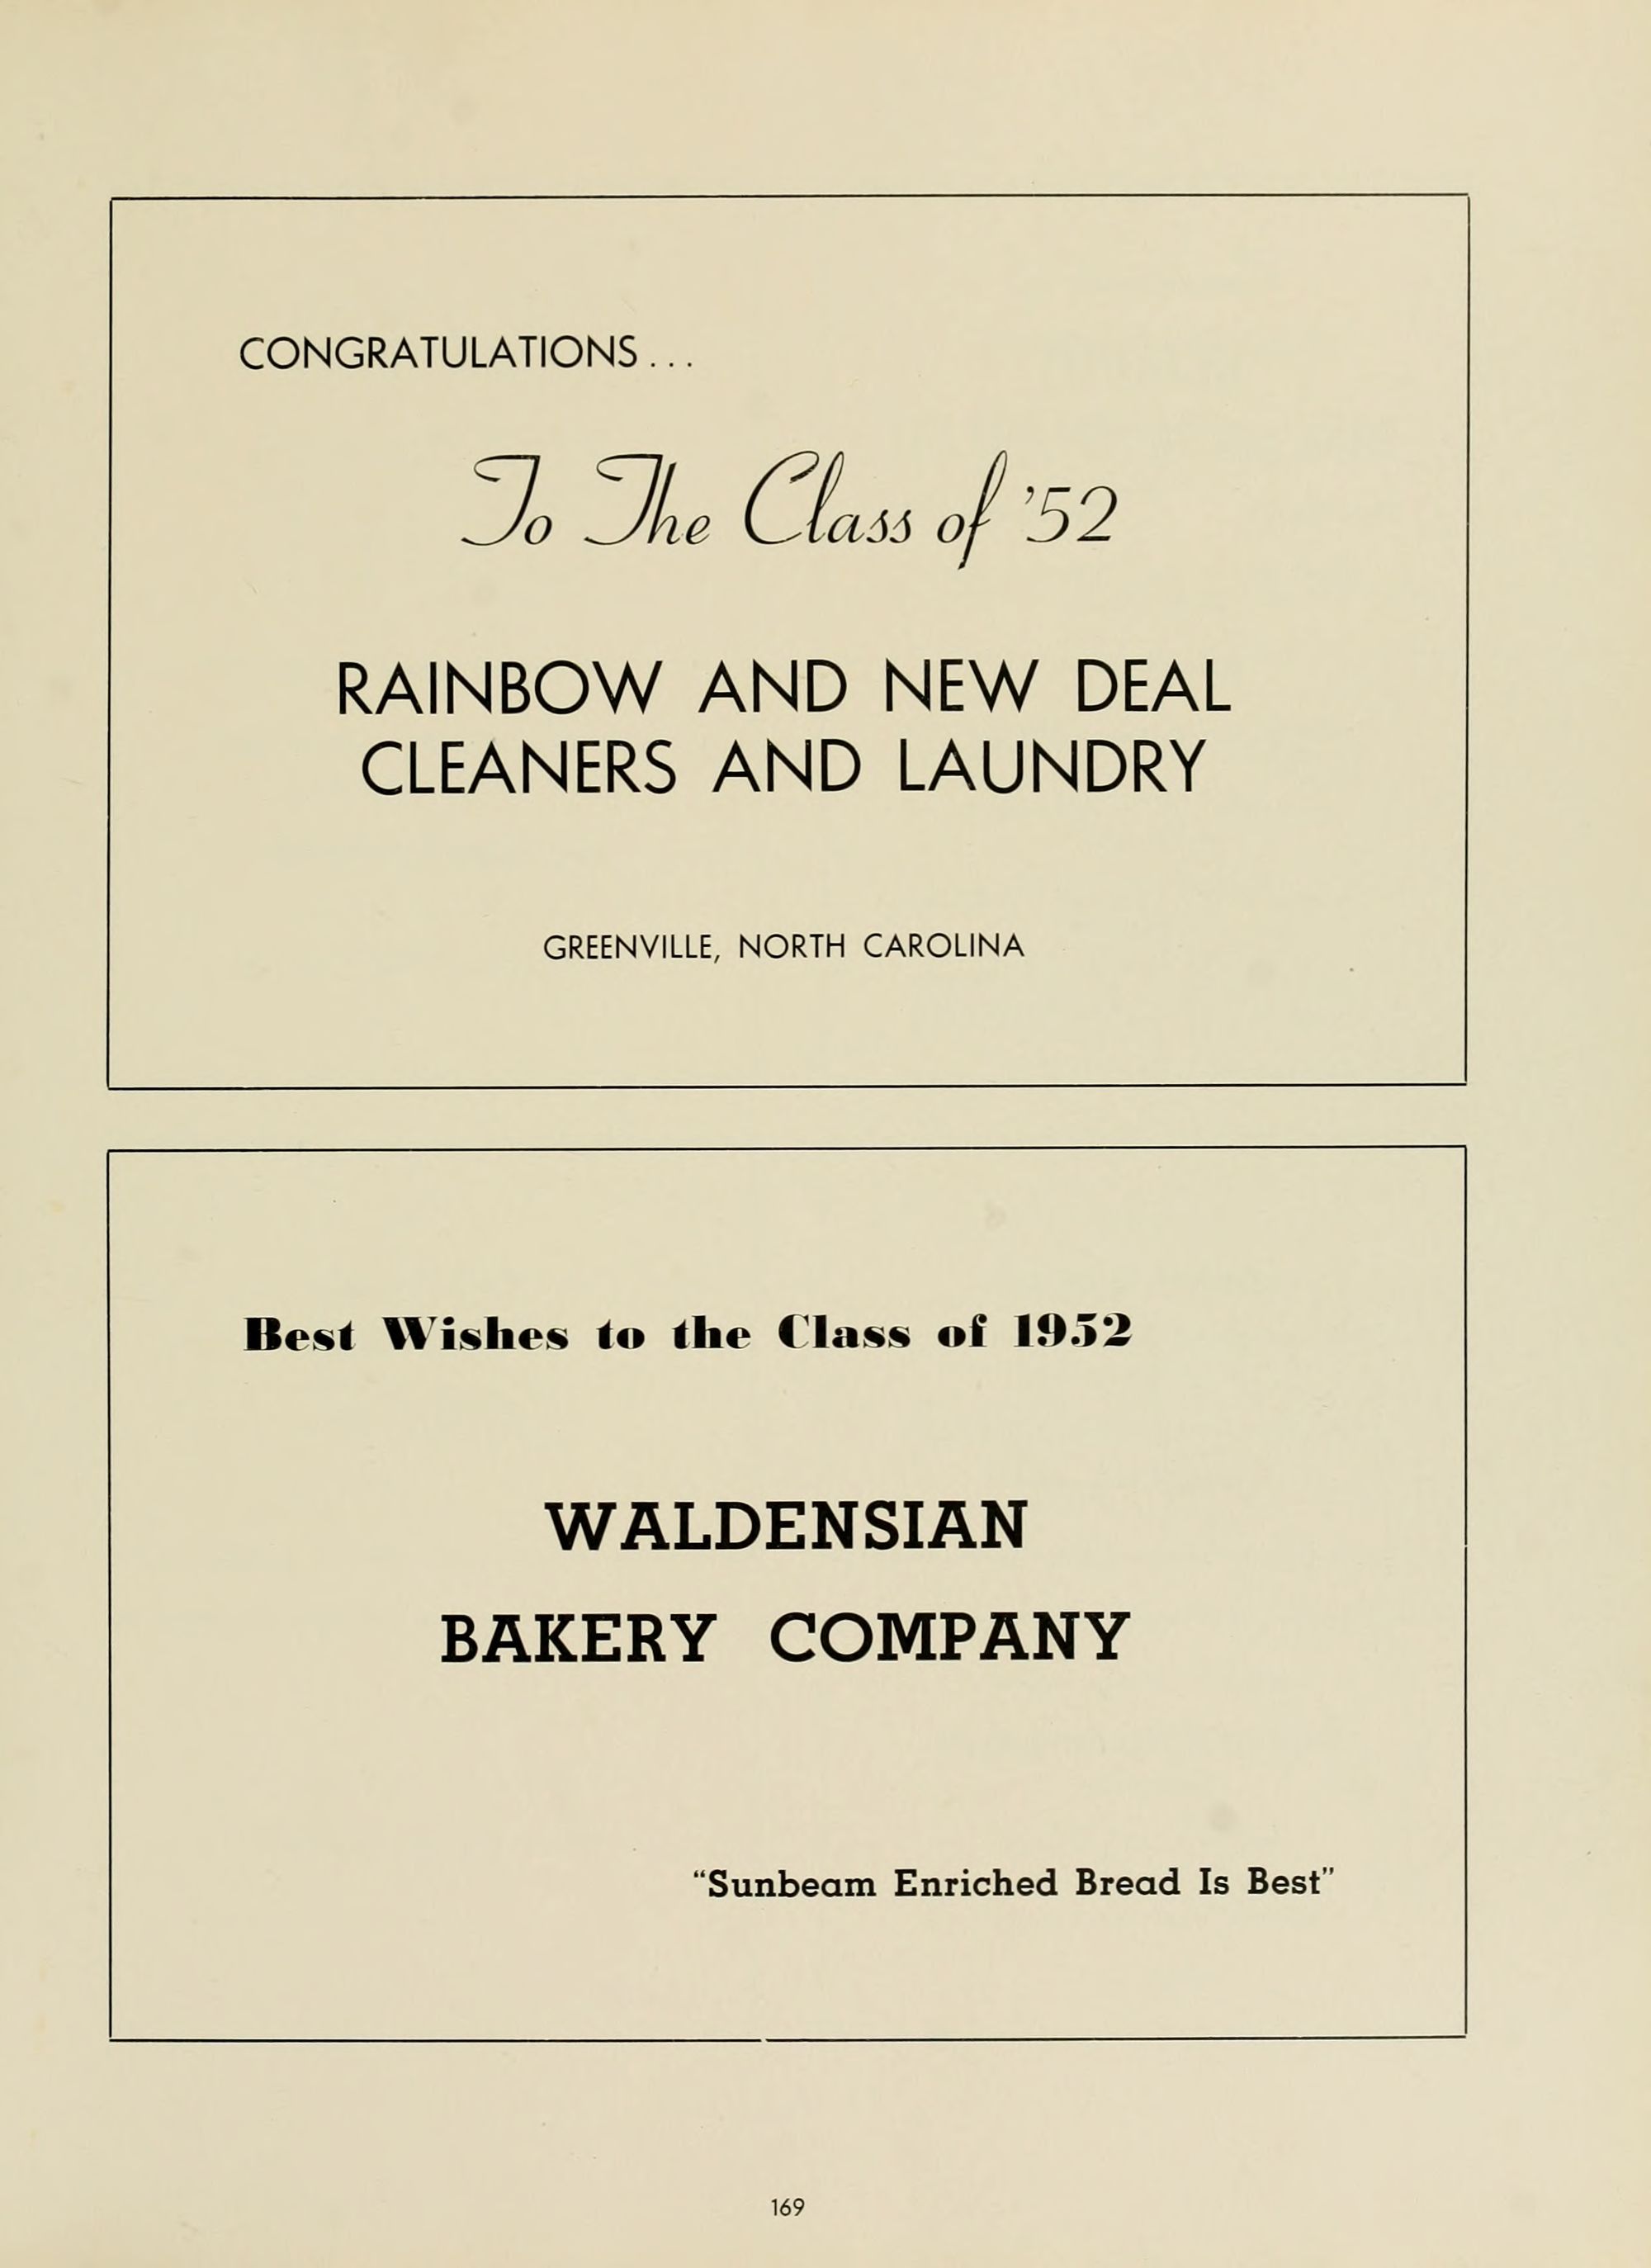 CONGRATULATIONS...
To The Class of '52
RAINBOW AND NEW DEAL
CLEANERS AND LAUNDRY
GREENVILLE, NORTH CAROLINA
Best Wishes to the Class of 1952
WALDENSIAN
BAKERY COMPANY
“Sunbeam Enriched Bread Is Best”
169